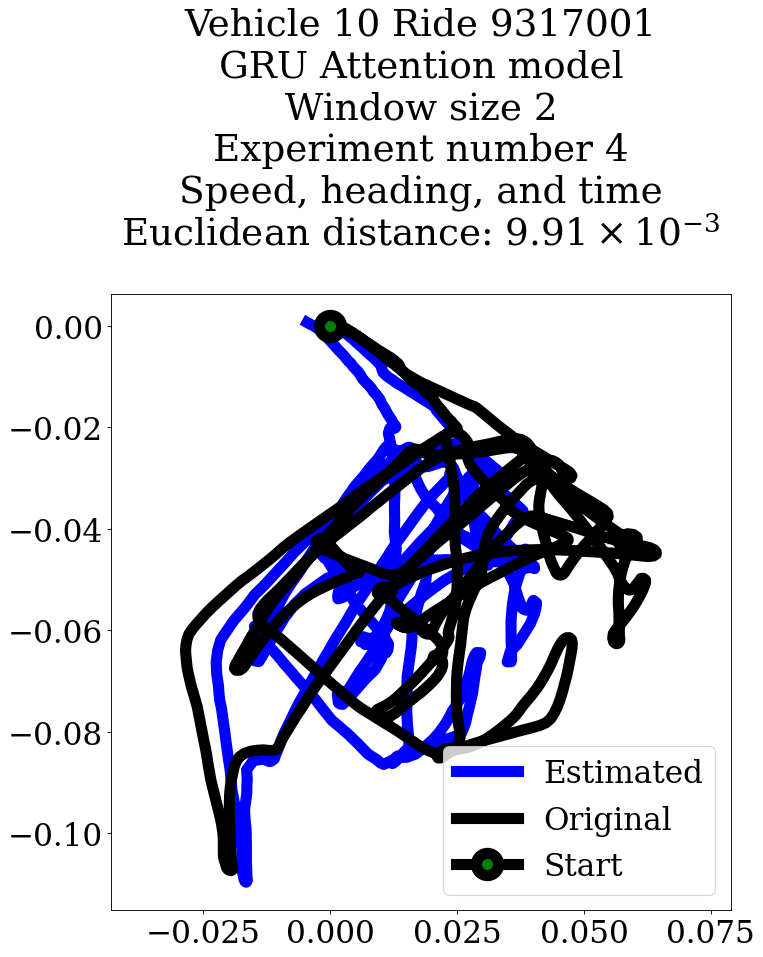 Vehicle 10 Ride 9317001
GRU Attention model
Window size 2
Experiment number 4
Speed, heading, and time
Euclidean distance: 9.91 × 10⁻³
0.00
−0.02
−0.04
−0.06
−0.08
−0.10
Estimated
Original
Start
−0.025 0.000 0.025 0.050 0.075